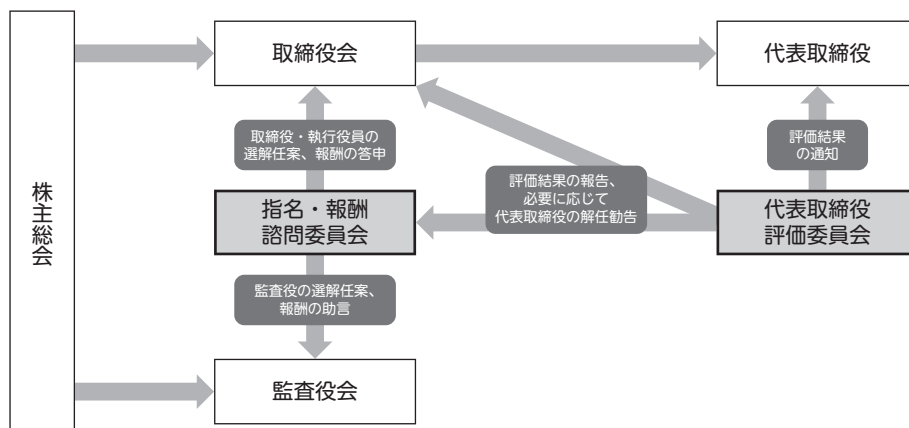 株主総会
取締役会
代表取締役
取締役・執行役員の
選解任案、報酬の答申
評価結果
の通知
評価結果の報告、
必要に応じて
代表取締役の解任勧告
指名・報酬
諮問委員会
代表取締役
評価委員会
監査役の選解任案、
報酬の助言
監査役会